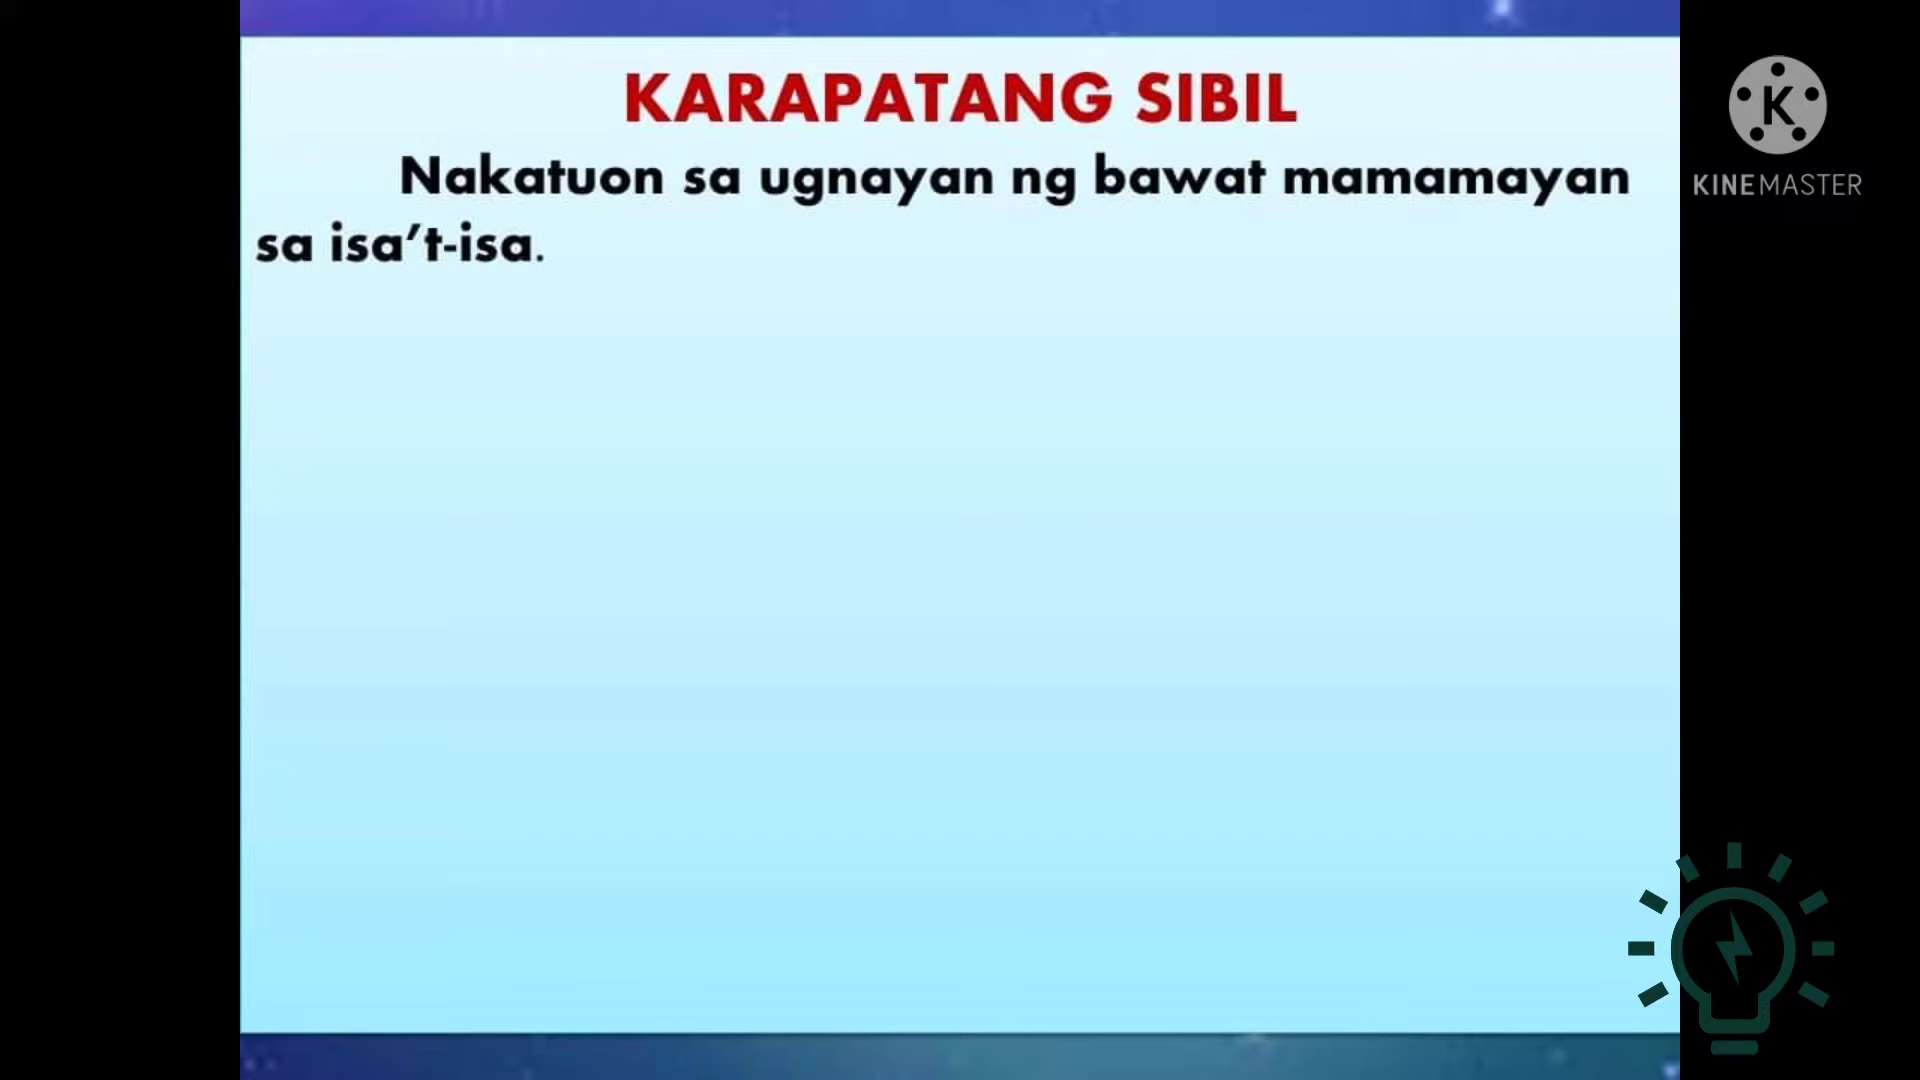 KARAPATANG SIBIL
Nakatuon sa ugnayan ng bawat mamamayan
sa isa’t-isa.
K
KINEMASTER